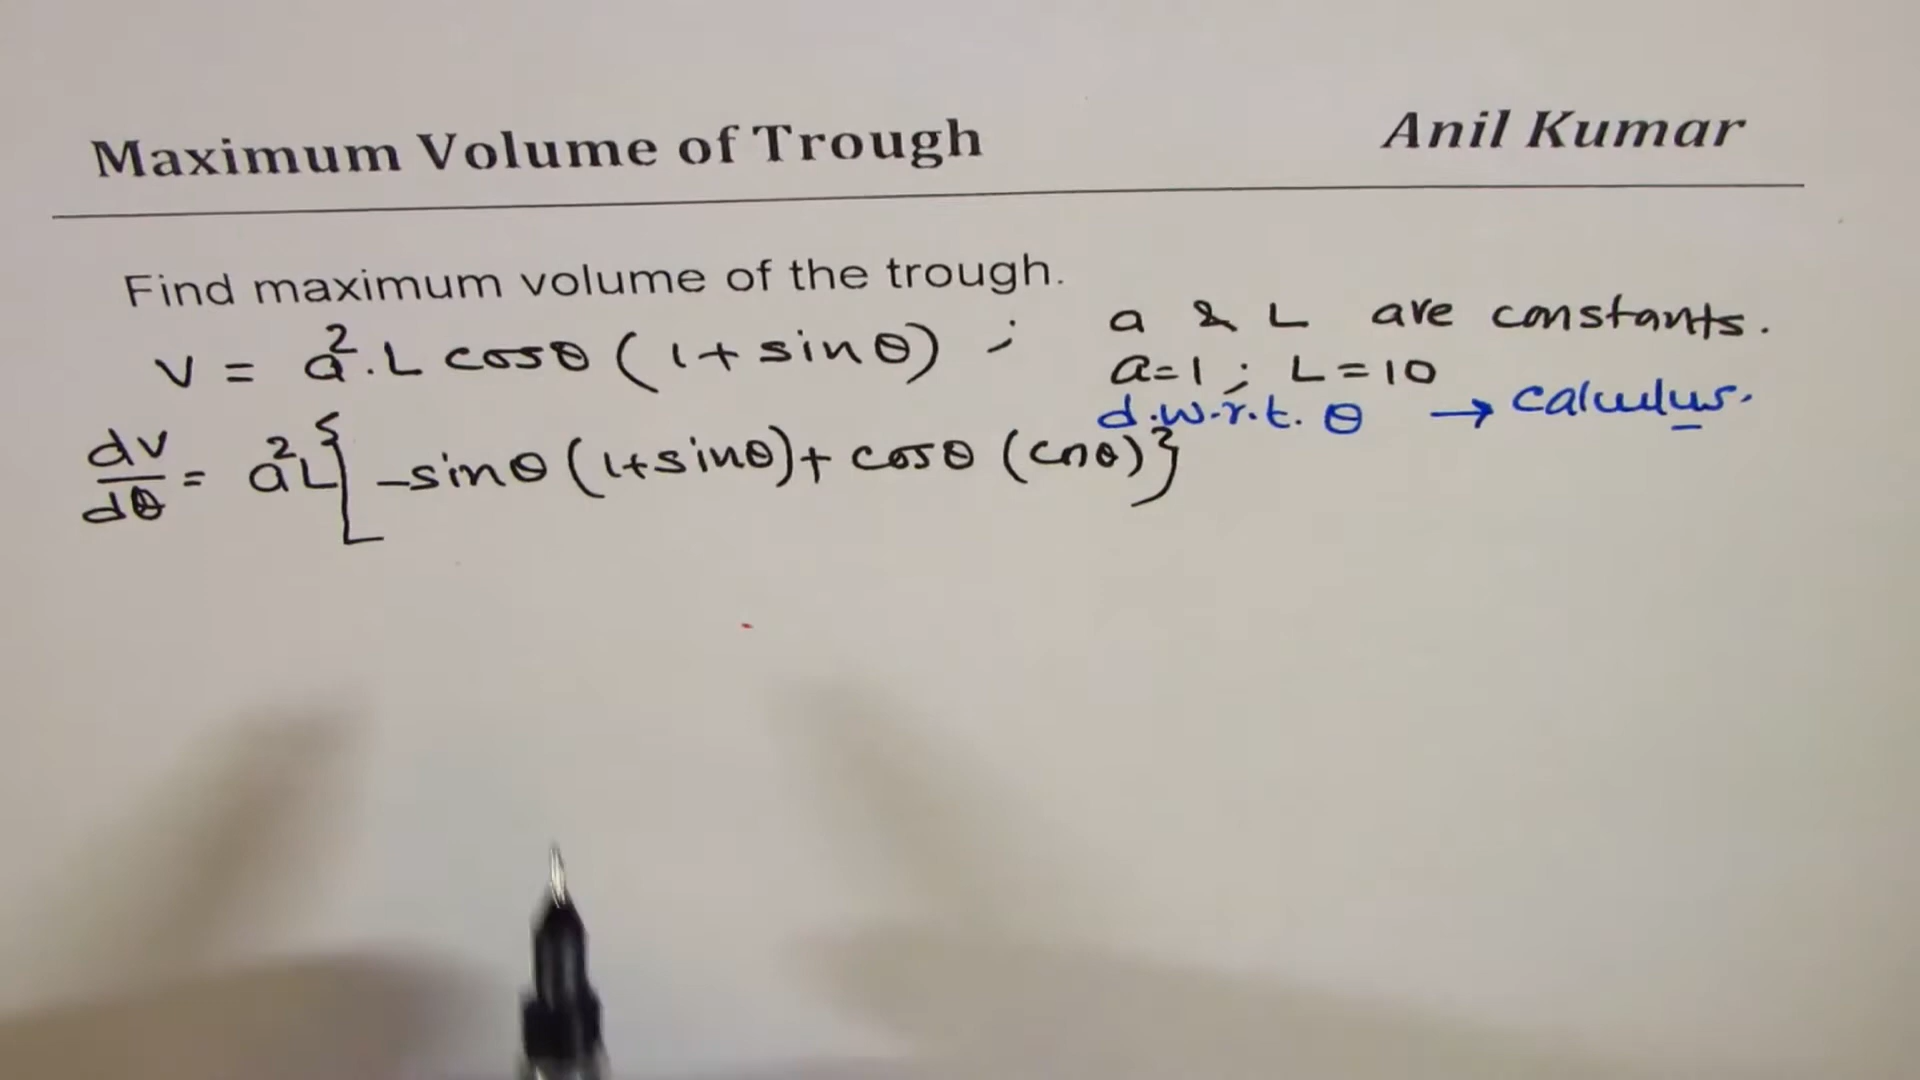 Maximum Volume of Trough Anil Kumar
Find maximum volume of the trough.
V = a².L cosθ (1+sinθ) ; a & L are constants.
a=1 ; L=10
d.w.r.t. θ → calculus.
dv/dθ = a²L{ -sinθ (1+sinθ)+ cosθ (cosθ)}